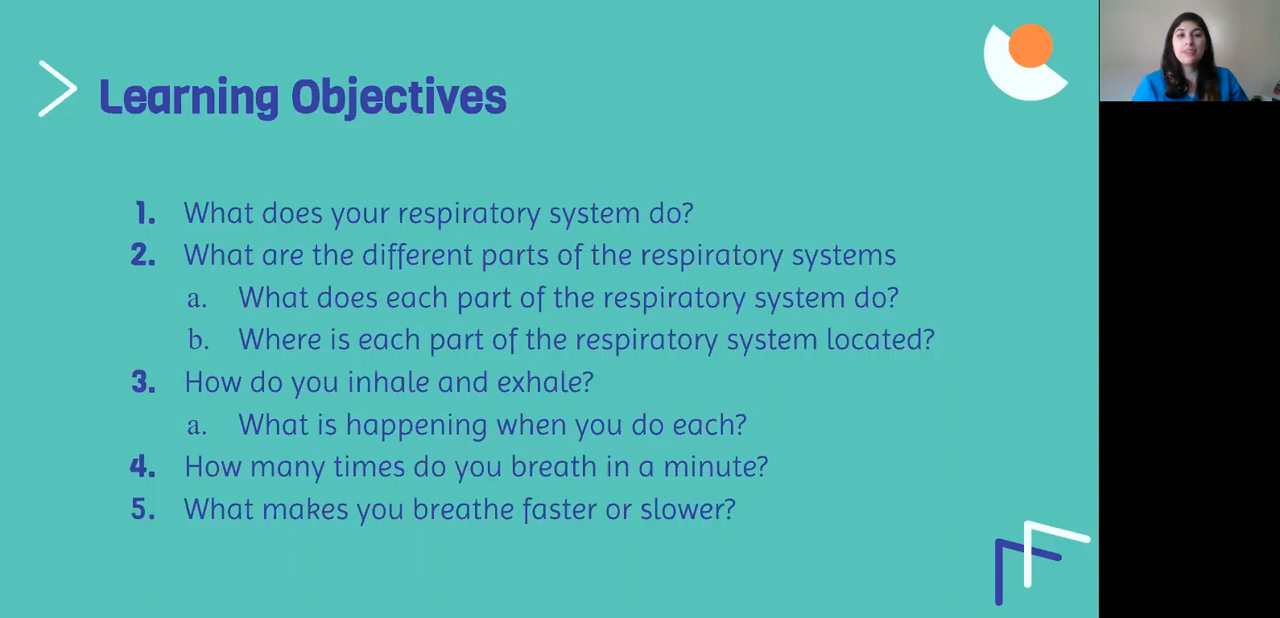 Learning Objectives
1. What does your respiratory system do?
2. What are the different parts of the respiratory systems
a. What does each part of the respiratory system do?
b. Where is each part of the respiratory system located?
3. How do you inhale and exhale?
a. What is happening when you do each?
4. How many times do you breath in a minute?
5. What makes you breathe faster or slower?